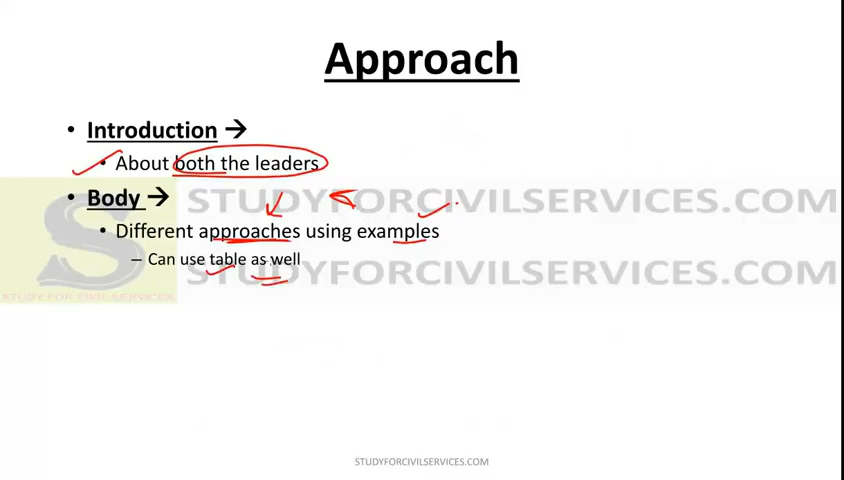 Approach
• Introduction →
• About both the leaders
• Body →
STUDYFORCIVILSERVICES.COM
• Different approaches using examples
– Can use table as well
STUDYFORCIVILSERVICES.COM
S
STUDY FOR CIVIL SERVICES
STUDYFORCIVILSERVICES.COM